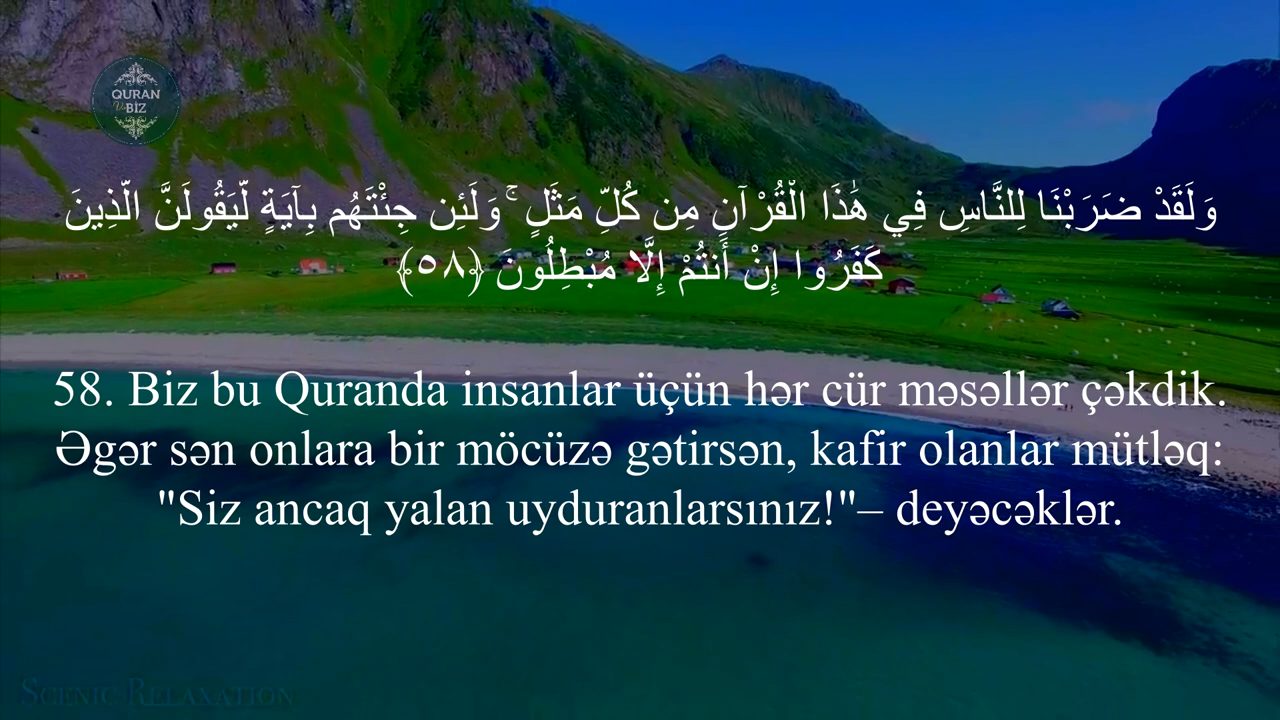 QURAN
Və
BİZ
وَلَقَدْ ضَرَبْنَا لِلنَّاسِ فِي هَٰذَا الْقُرْآنِ مِن كُلِّ مَثَلٍ ۚ وَلَئِن جِئْتَهُم بِآيَةٍ لَّيَقُولَنَّ الَّذِينَ
كَفَرُوا إِنْ أَنتُمْ إِلَّا مُبْطِلُونَ ﴿٥٨﴾
58. Biz bu Quranda insanlar üçün hər cür məsəllər çəkdik.
Əgər sən onlara bir möcüzə gətirsən, kafir olanlar mütləq:
"Siz ancaq yalan uyduranlarsınız!"– deyəcəklər.
SCENIC RELAXATION